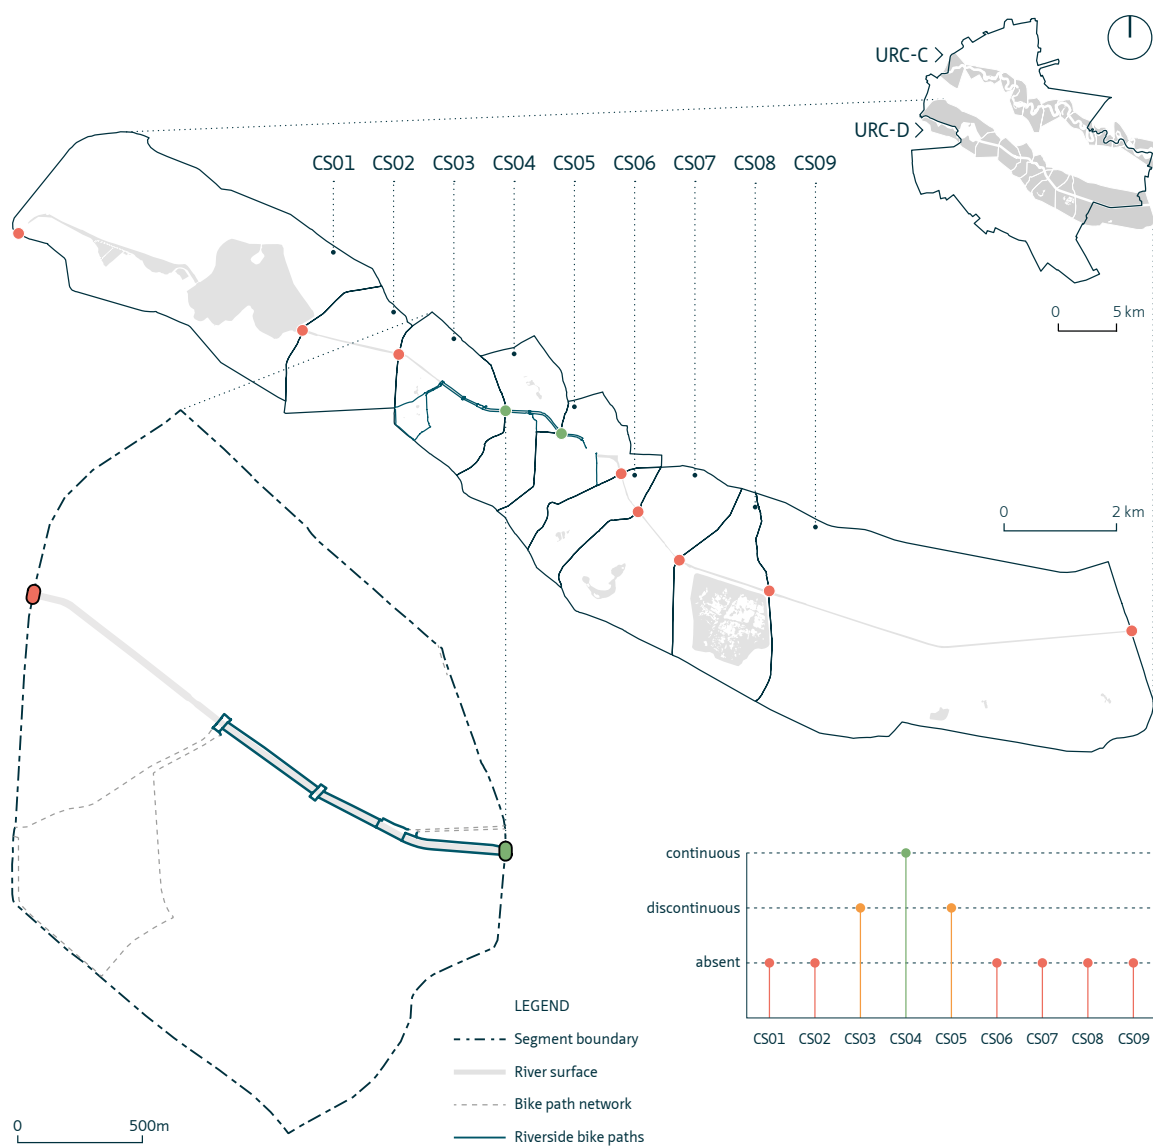 URC-C
URC-D
CS01 CS02 CS03 CS04 CS05 CS06 CS07 CS08 CS09
0 5 km
0 2 km
continuous
discontinuous
absent
CS01 CS02 CS03 CS04 CS05 CS06 CS07 CS08 CS09
LEGEND
Segment boundary
River surface
Bike path network
Riverside bike paths
0 500m